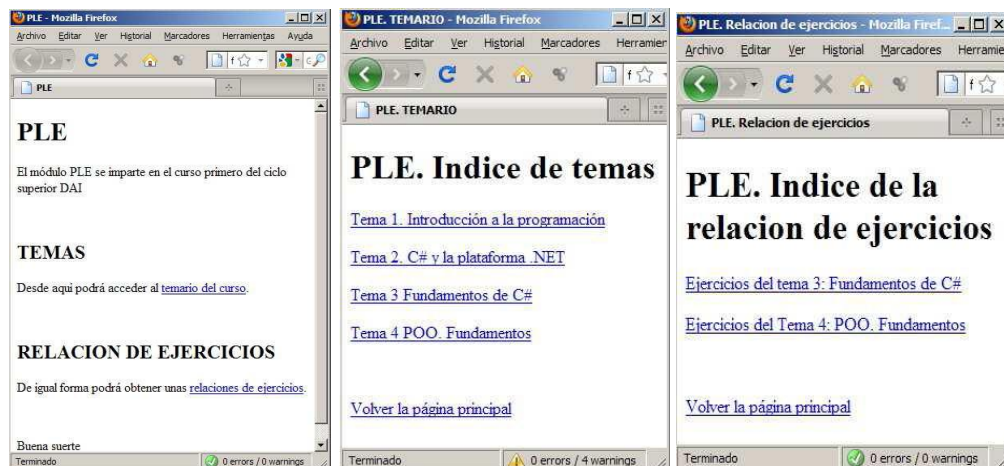 PLE - Mozilla Firefox
Archivo Editar Ver Historial Marcadores Herramientas Ayuda
PLE
PLE
El módulo PLE se imparte en el curso primero del ciclo
superior DAI
TEMAS
Desde aqui podrá acceder al temario del curso.
RELACION DE EJERCICIOS
De igual forma podrá obtener unas relaciones de ejercicios.
Buena suerte
Terminado 0 errors / 0 warnings
PLE. TEMARIO - Mozilla Firefox
Archivo Editar Ver Historial Marcadores Herramier
f
PLE. TEMARIO
PLE. Indice de temas
Tema 1. Introducción a la programación
Tema 2. C# y la plataforma .NET
Tema 3 Fundamentos de C#
Tema 4 POO. Fundamentos
Volver la página principal
Terminado 0 errors / 4 warnings
PLE. Relacion de ejercicios - Mozilla Firef...
Archivo Editar Ver Historial Marcadores Herramie
f
PLE. Relacion de ejercicios
PLE. Indice de la
relacion de ejercicios
Ejercicios del tema 3: Fundamentos de C#
Ejercicios del Tema 4: POO. Fundamentos
Volver la página principal
Terminado 0 errors / 0 warnings